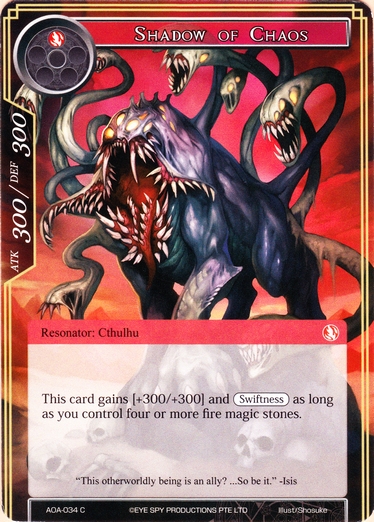 Shadow of Chaos
ATK 300 / DEF 300
Resonator: Cthulhu
This card gains [+300/+300] and Swiftness as long
as you control four or more fire magic stones.
"This otherworldly being is an ally? ...So be it." -Isis
AOA-034 C ©EYE SPY PRODUCTIONS PTE LTD Illust/Shosuke